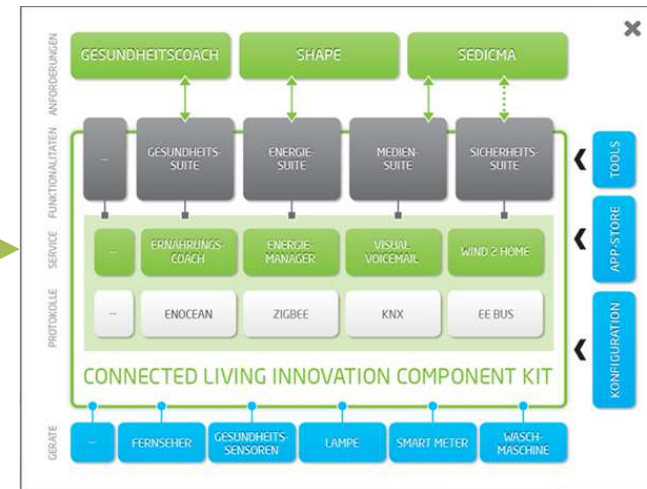 ANFORDERUNGEN
GESUNDHEITSCOACH
SHAPE
SEDICMA
FUNKTIONALITÄTEN
...
GESUNDHEITS-
SUITE
ENERGIE-
SUITE
MEDIEN-
SUITE
SICHERHEITS-
SUITE
TOOLS
SERVICE
...
ERNÄHRUNGS-
COACH
ENERGIE-
MANAGER
VISUAL
VOICEMAIL
WIND 2 HOME
APP-STORE
PROTOKOLLE
...
ENOCEAN
ZIGBEE
KNX
EE BUS
KONFIGURATION
CONNECTED LIVING INNOVATION COMPONENT KIT
GERÄTE
...
FERNSEHER
GESUNDHEITS-
SENSOREN
LAMPE
SMART METER
WASCH-
MASCHINE